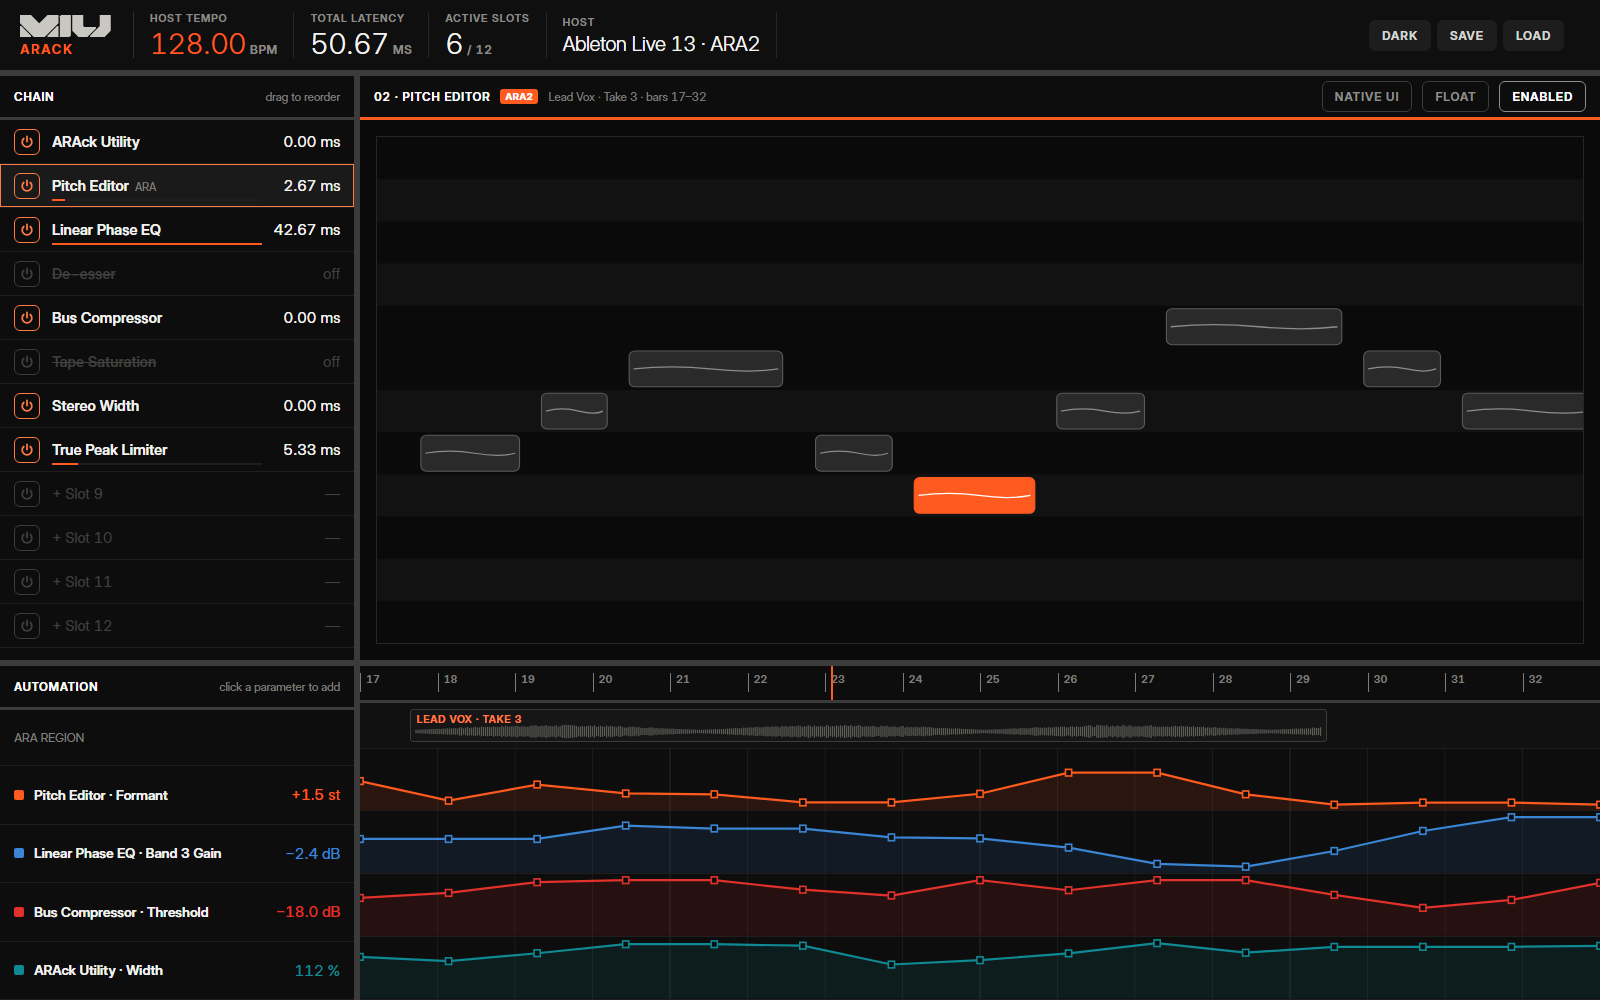 MIU
ARACK
HOST TEMPO
128.00 BPM
TOTAL LATENCY
50.67 MS
ACTIVE SLOTS
6 / 12
HOST
Ableton Live 13 · ARA2
DARK
SAVE
LOAD
CHAIN
drag to reorder
ARAck Utility 0.00 ms
Pitch Editor ARA 2.67 ms
Linear Phase EQ 42.67 ms
De-esser off
Bus Compressor 0.00 ms
Tape Saturation off
Stereo Width 0.00 ms
True Peak Limiter 5.33 ms
+ Slot 9 —
+ Slot 10 —
+ Slot 11 —
+ Slot 12 —
02 · PITCH EDITOR ARA2 Lead Vox · Take 3 · bars 17–32
NATIVE UI
FLOAT
ENABLED
AUTOMATION
click a parameter to add
17 18 19 20 21 22 23 24 25 26 27 28 29 30 31 32
ARA REGION
LEAD VOX · TAKE 3
Pitch Editor · Formant +1.5 st
Linear Phase EQ · Band 3 Gain −2.4 dB
Bus Compressor · Threshold −18.0 dB
ARAck Utility · Width 112 %